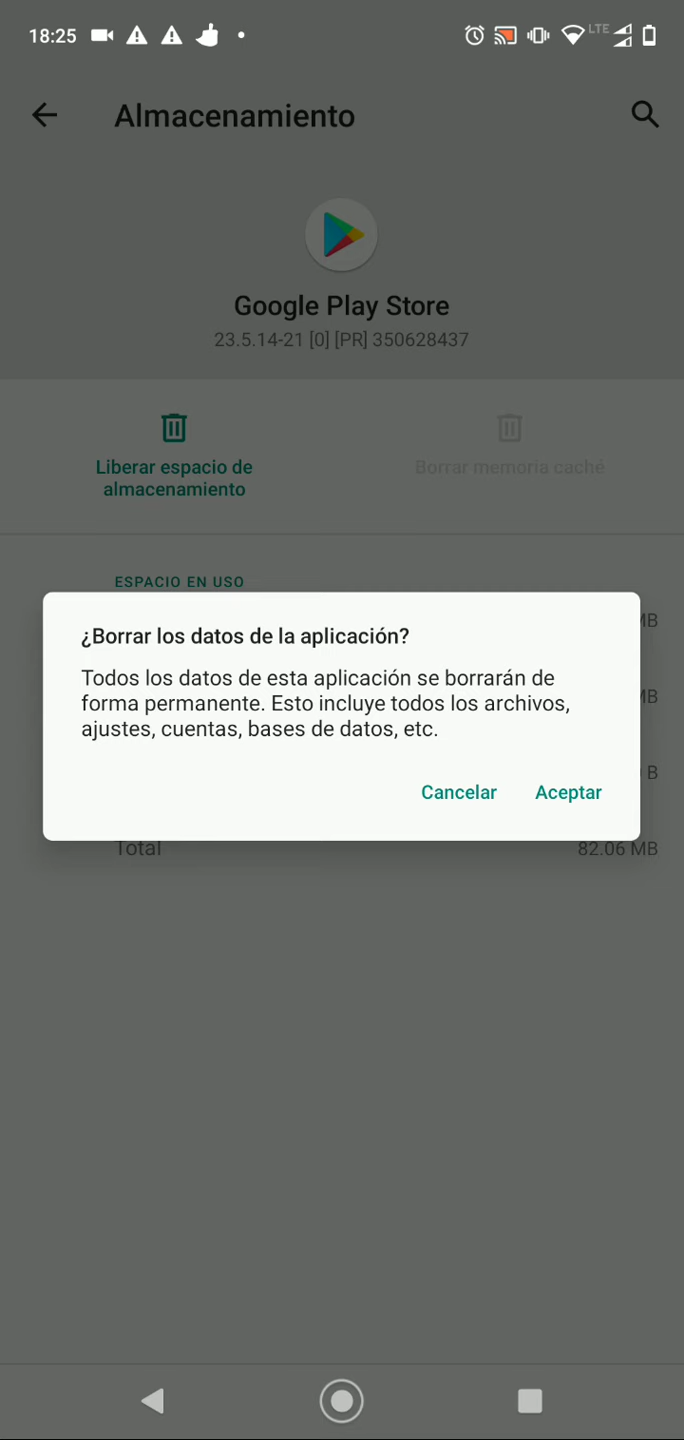 18:25
LTE
Almacenamiento
Google Play Store
23.5.14-21 [0] [PR] 350628437
Liberar espacio de
almacenamiento
Borrar memoria caché
ESPACIO EN USO
MB
¿Borrar los datos de la aplicación?
Todos los datos de esta aplicación se borrarán de
forma permanente. Esto incluye todos los archivos,
ajustes, cuentas, bases de datos, etc.
MB
B
Cancelar
Aceptar
Total
82.06 MB